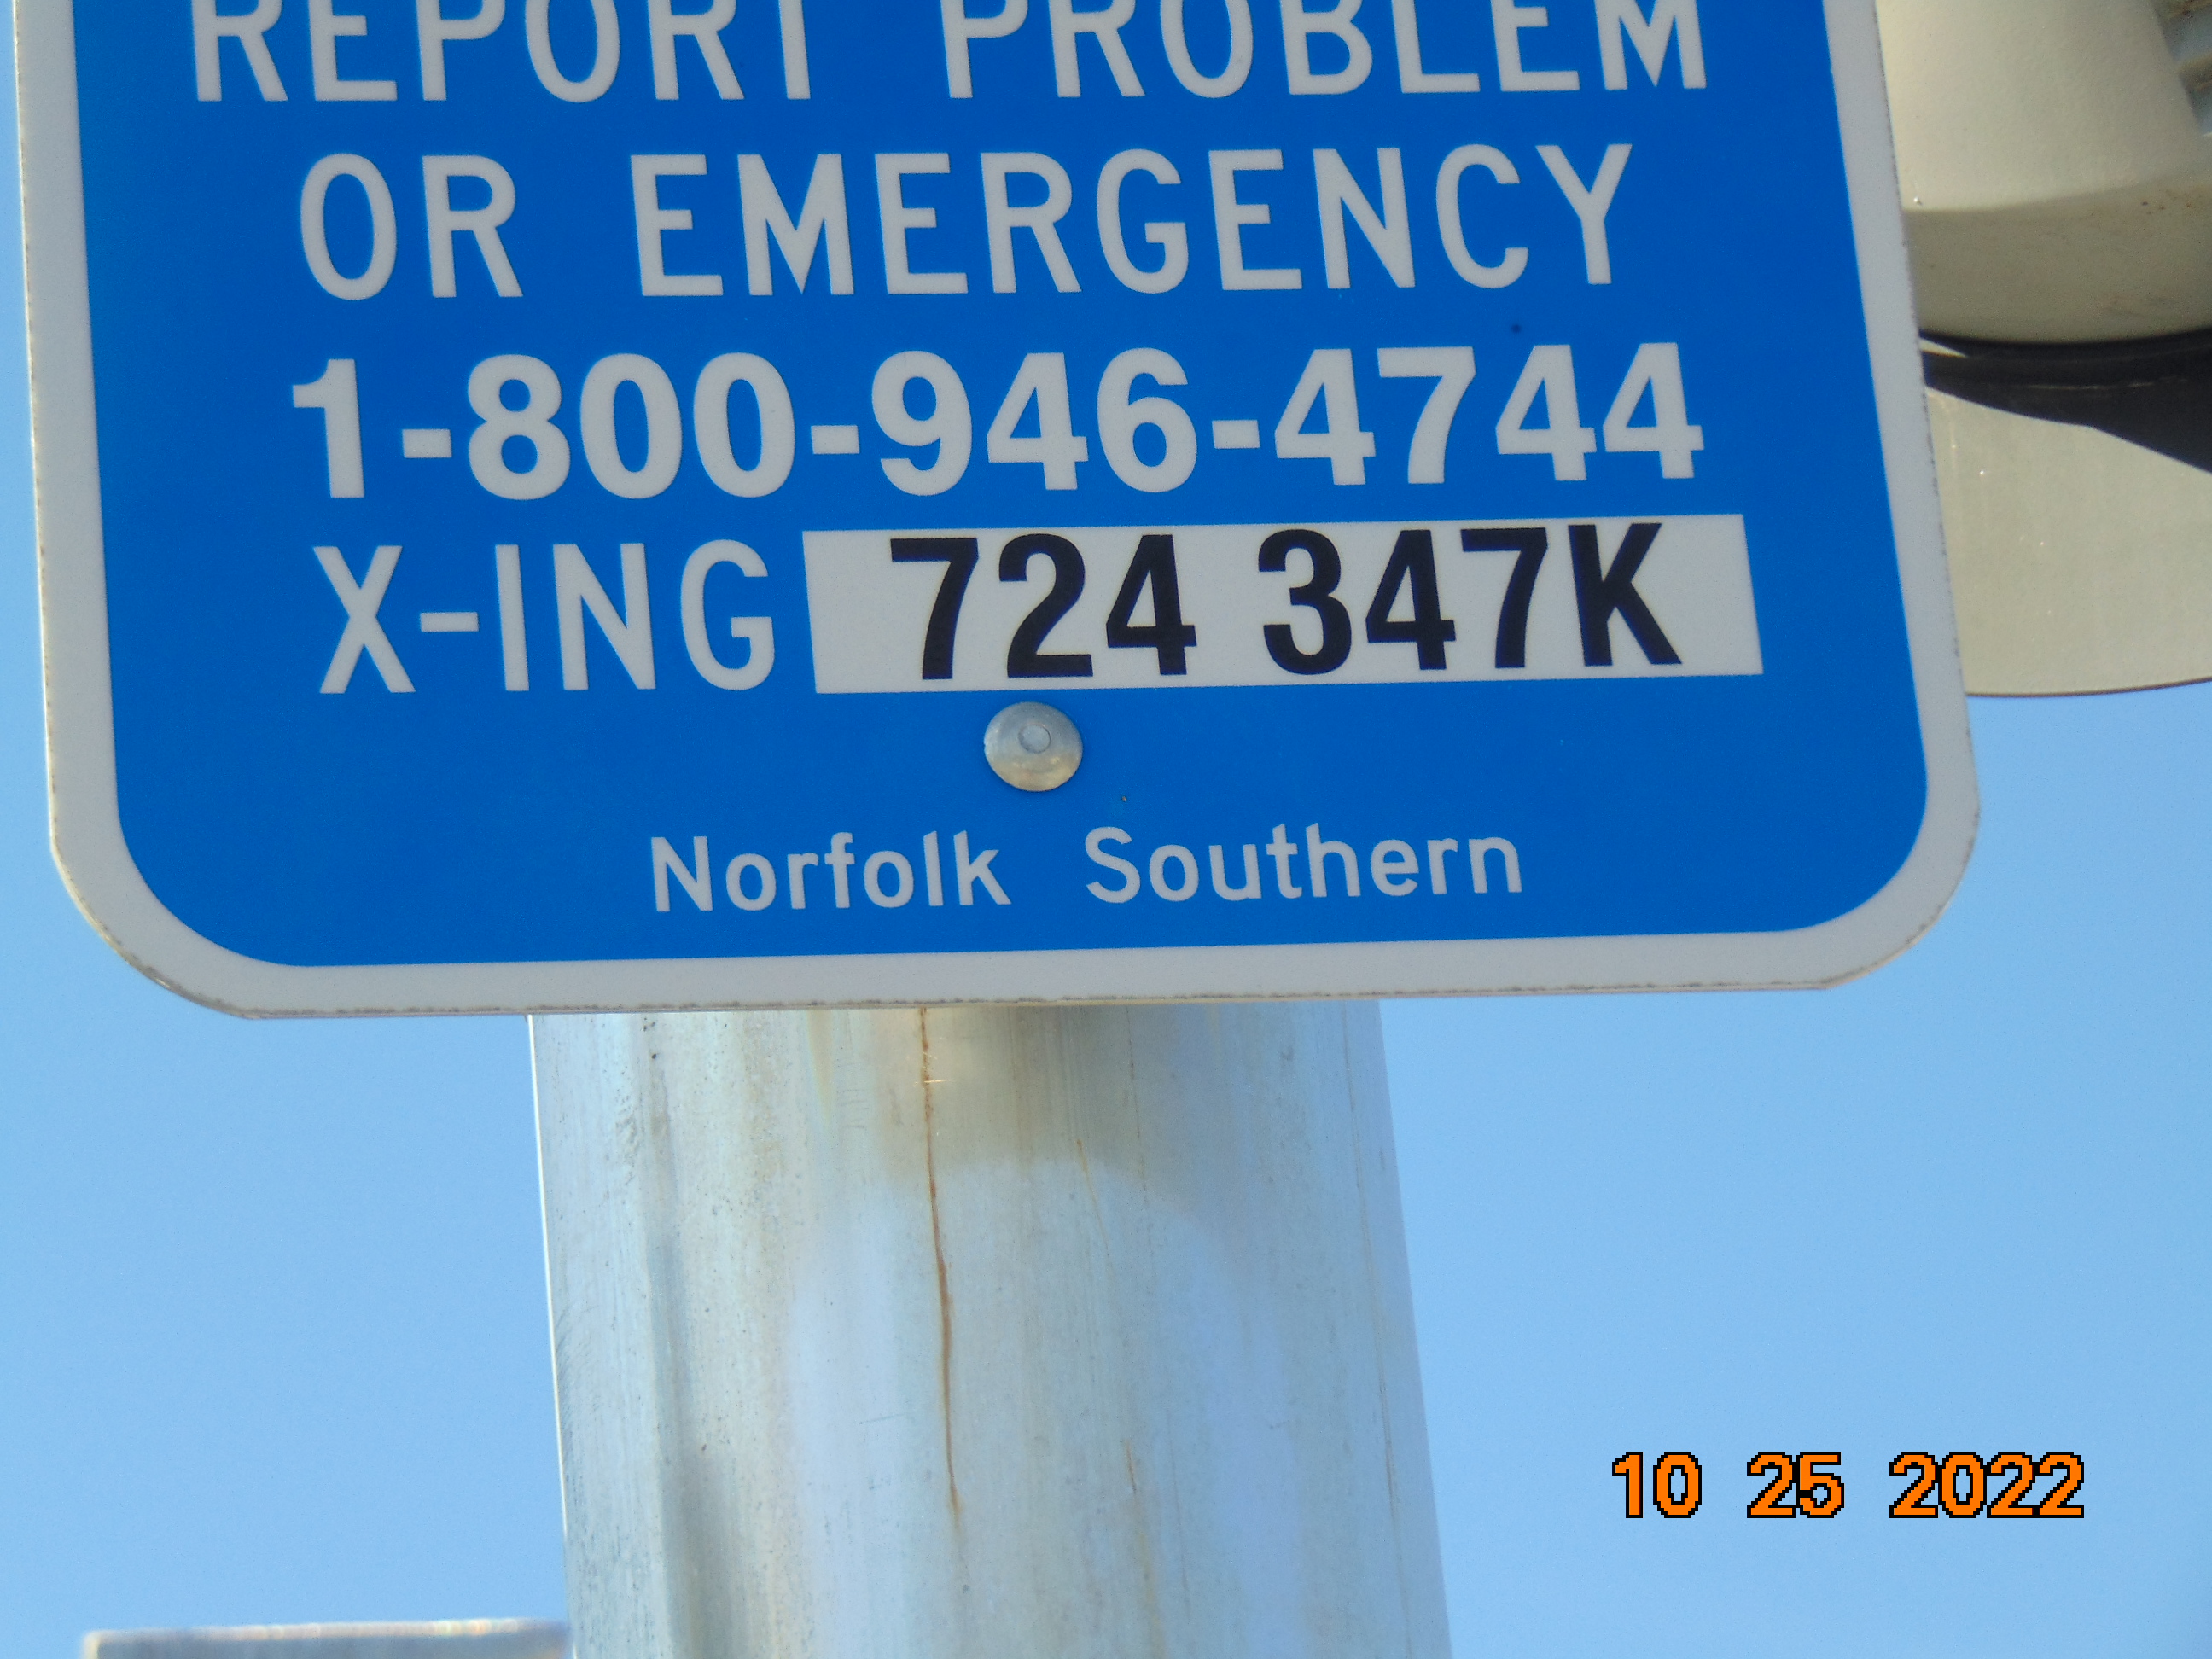 REPORT PROBLEM
OR EMERGENCY
1-800-946-4744
X-ING 724 347K
Norfolk Southern
10 25 2022